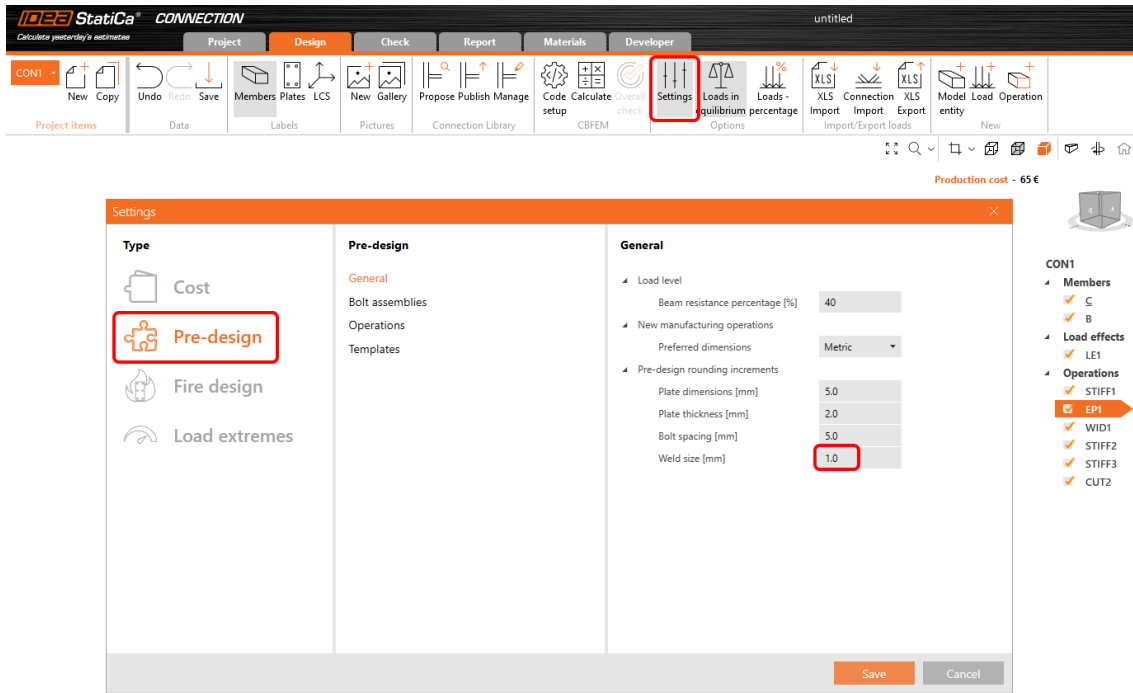 IDEA StatiCa® CONNECTION
untitled
Calculate yesterday's estimates
Project Design Check Report Materials Developer
CON1
New Copy Undo Redo Save Members Plates LCS New Gallery Propose Publish Manage Code setup Calculate Overall check Settings Loads in equilibrium Loads - percentage XLS Import Connection Import XLS Export Model entity Load Operation
Project items Data Labels Pictures Connection Library CBFEM Options Import/Export loads New
Production cost - 65 €
Settings
Type
Cost
Pre-design
Fire design
Load extremes
Pre-design
General
Bolt assemblies
Operations
Templates
General
Load level
Beam resistance percentage [%] 40
New manufacturing operations
Preferred dimensions Metric
Pre-design rounding increments
Plate dimensions [mm] 5.0
Plate thickness [mm] 2.0
Bolt spacing [mm] 5.0
Weld size [mm] 1.0
Save Cancel
CON1
Members
C
B
Load effects
LE1
Operations
STIFF1
EP1
WID1
STIFF2
STIFF3
CUT2